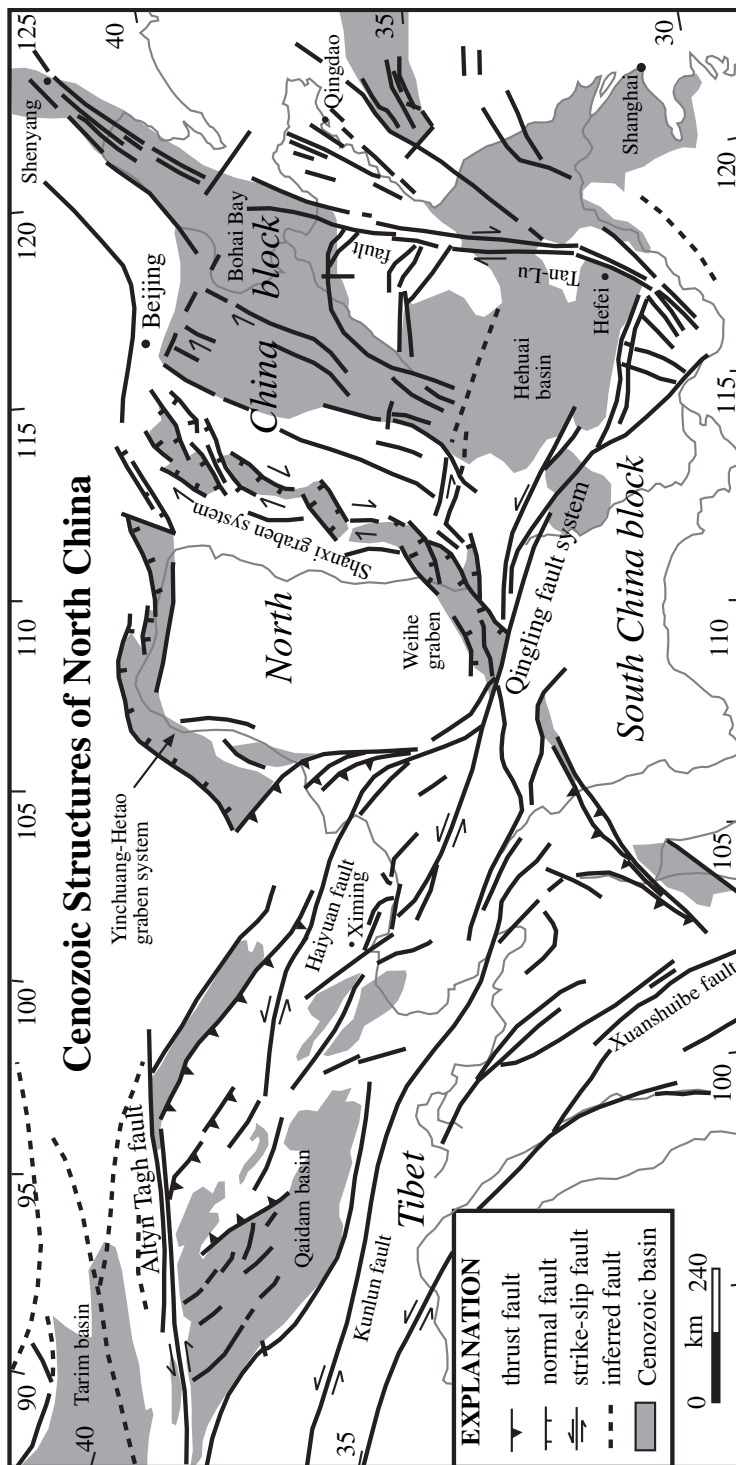 Cenozoic Structures of North China
90
95
100
105
110
115
120
125
40
35
30
Tarim basin
40
Altyn Tagh fault
Yinchuang-Hetao
graben system
Shanxi graben system
Beijing
Shenyang
Bohai Bay
North
China
block
Qaidam basin
Haiyuan fault
Ximing
Weihe
graben
fault
Tan-Lu
Qingdao
35
Kunlun fault
Tibet
Qingling fault system
Hehuai
basin
Hefei
Shanghai
South China block
Xuanshuibe fault
100
105
110
115
120
EXPLANATION
thrust fault
normal fault
strike-slip fault
inferred fault
Cenozoic basin
0
km
240